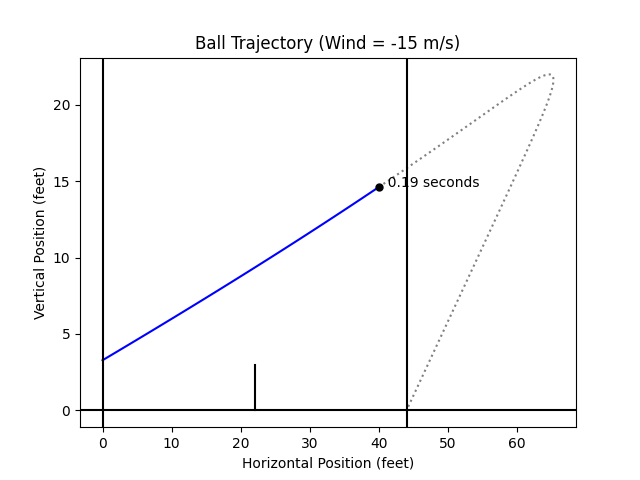 Ball Trajectory (Wind = -15 m/s)
Vertical Position (feet)
20
15
10
5
0
0.19 seconds
0 10 20 30 40 50 60
Horizontal Position (feet)